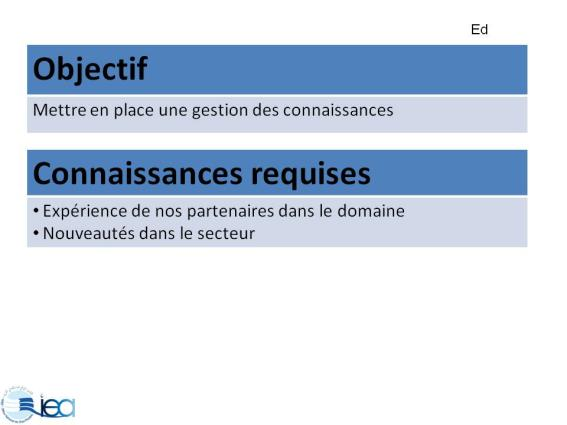 Ed
Objectif
Mettre en place une gestion des connaissances
Connaissances requises
• Expérience de nos partenaires dans le domaine
• Nouveautés dans le secteur
iea